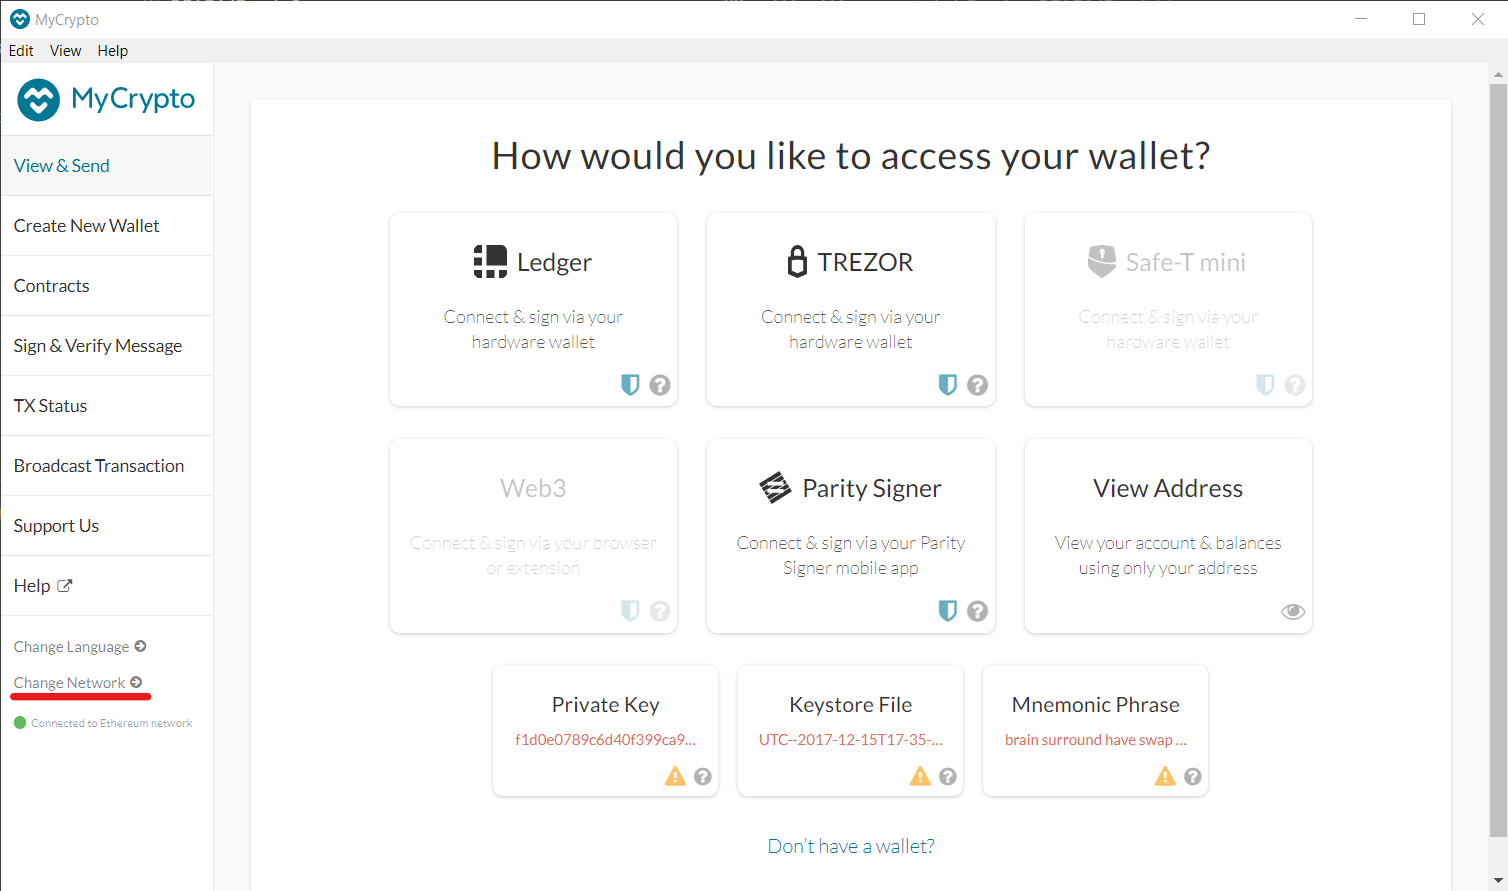 MyCrypto
Edit View Help
MyCrypto
View & Send
Create New Wallet
Contracts
Sign & Verify Message
TX Status
Broadcast Transaction
Support Us
Help
Change Language
Change Network
Connected to Ethereum network
How would you like to access your wallet?
Ledger
Connect & sign via your
hardware wallet
TREZOR
Connect & sign via your
hardware wallet
Safe-T mini
Connect & sign via your
hardware wallet
Web3
Connect & sign via your browser
or extension
Parity Signer
Connect & sign via your Parity
Signer mobile app
View Address
View your account & balances
using only your address
Private Key
f1d0e0789c6d40f399ca9...
Keystore File
UTC--2017-12-15T17-35-...
Mnemonic Phrase
brain surround have swap ...
Don't have a wallet?